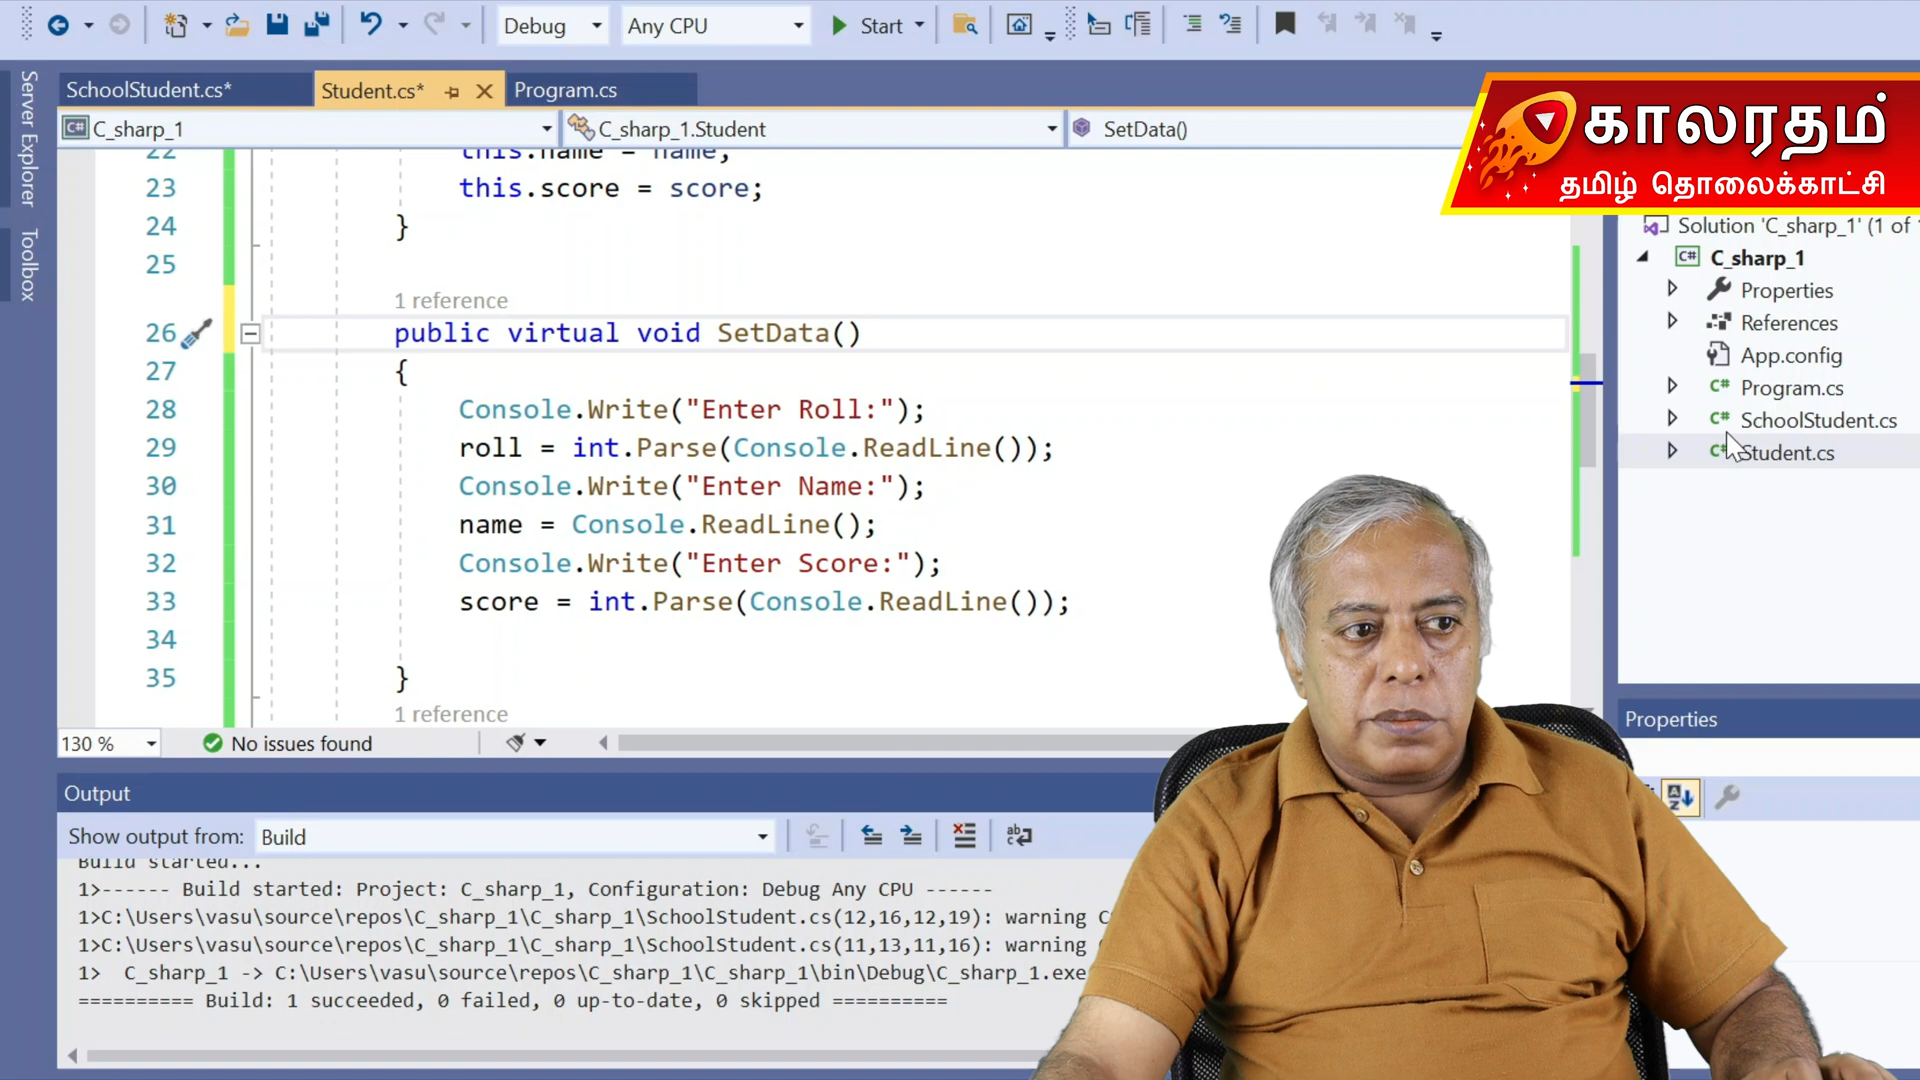 Debug
Any CPU
Start
SchoolStudent.cs*
Student.cs*
Program.cs
C_sharp_1
C_sharp_1.Student
SetData()
காலரதம்
தமிழ் தொலைக்காட்சி
Server Explorer
Toolbox
22 this.name = name;
23 this.score = score;
24 }
25
1 reference
26 public virtual void SetData()
27 {
28 Console.Write("Enter Roll:");
29 roll = int.Parse(Console.ReadLine());
30 Console.Write("Enter Name:");
31 name = Console.ReadLine();
32 Console.Write("Enter Score:");
33 score = int.Parse(Console.ReadLine());
34
35 }
1 reference
130 %
No issues found
Solution 'C_sharp_1' (1 of
C_sharp_1
Properties
References
App.config
Program.cs
SchoolStudent.cs
Student.cs
Properties
Output
Show output from: Build
Build started...
1>------ Build started: Project: C_sharp_1, Configuration: Debug Any CPU ------
1>C:\Users\vasu\source\repos\C_sharp_1\C_sharp_1\SchoolStudent.cs(12,16,12,19): warning C
1>C:\Users\vasu\source\repos\C_sharp_1\C_sharp_1\SchoolStudent.cs(11,13,11,16): warning
1>  C_sharp_1 -> C:\Users\vasu\source\repos\C_sharp_1\C_sharp_1\bin\Debug\C_sharp_1.exe
========== Build: 1 succeeded, 0 failed, 0 up-to-date, 0 skipped ==========